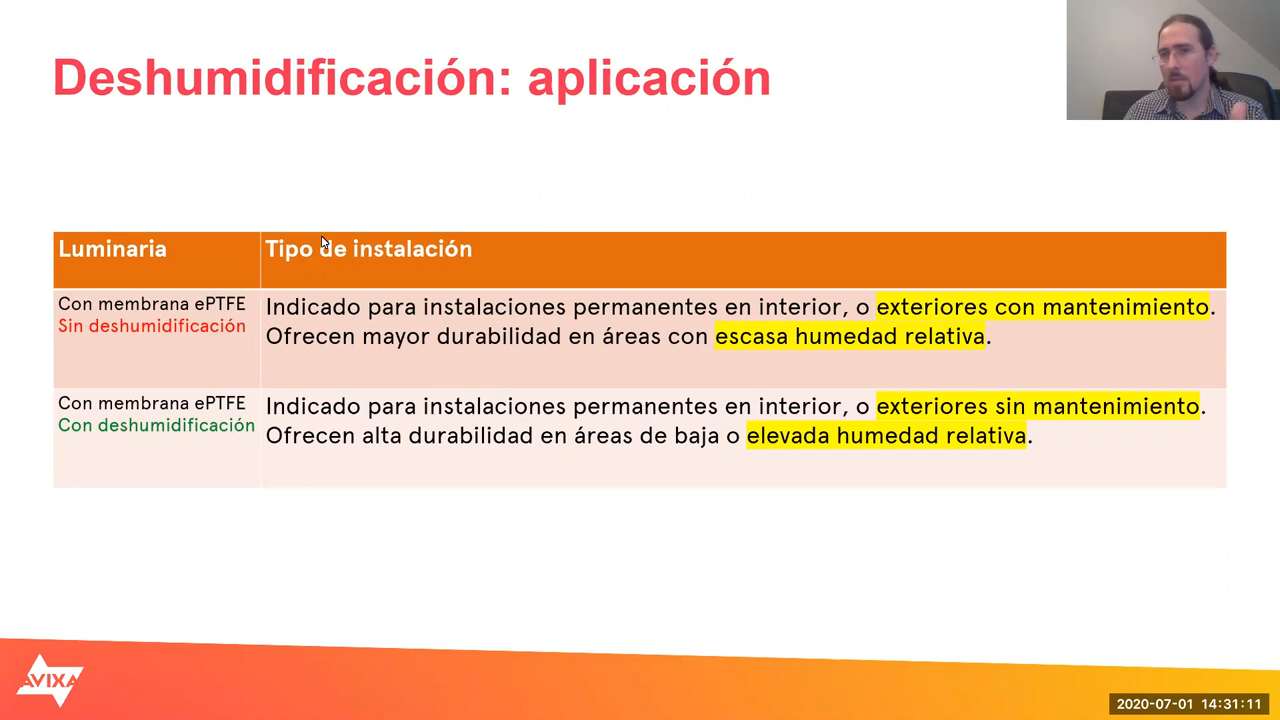 Deshumidificación: aplicación
Luminaria
Tipo de instalación
Con membrana ePTFE
Sin deshumidificación
Indicado para instalaciones permanentes en interior, o exteriores con mantenimiento.
Ofrecen mayor durabilidad en áreas con escasa humedad relativa.
Con membrana ePTFE
Con deshumidificación
Indicado para instalaciones permanentes en interior, o exteriores sin mantenimiento.
Ofrecen alta durabilidad en áreas de baja o elevada humedad relativa.
AVIXA
2020-07-01 14:31:11